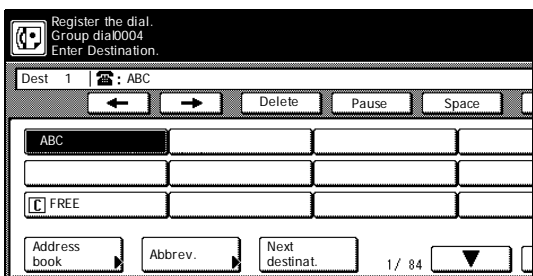 Register the dial.
Group dial0004
Enter Destination.
Dest 1 ☎: ABC
Delete Pause Space
ABC
C FREE
Address book Abbrev. Next destinat. 1/ 84